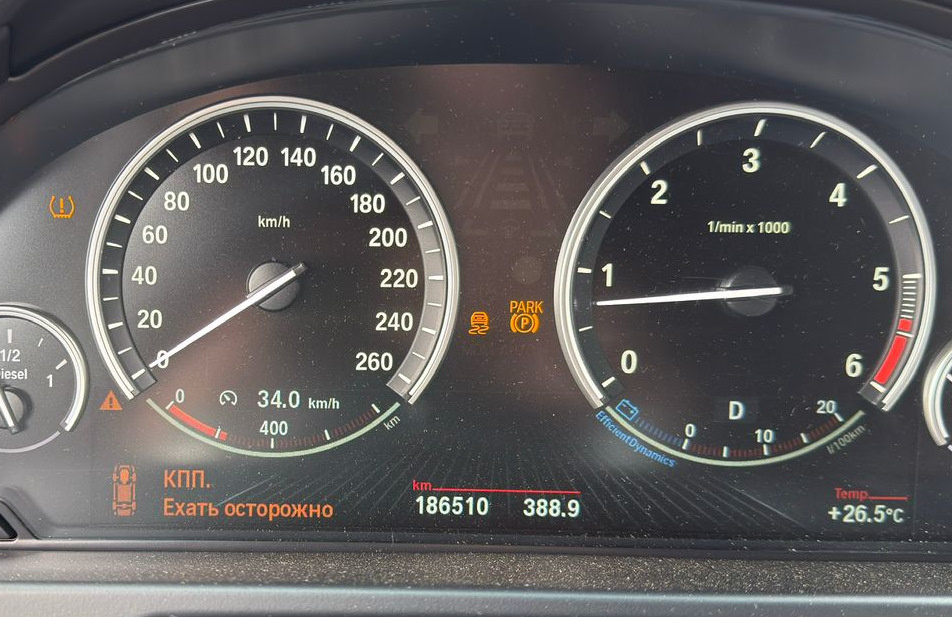 120 140
100 160
80 180
60 200
40 220
20 240
0 260
km/h
0 34.0 km/h
400
km
1/2
1
PARK
P
1/min x 1000
3
2 4
1 5
0 6
D
0 10 20
l/100km
EfficientDynamics
КПП.
Ехать осторожно
km
186510 388.9
Temp
+26.5°C